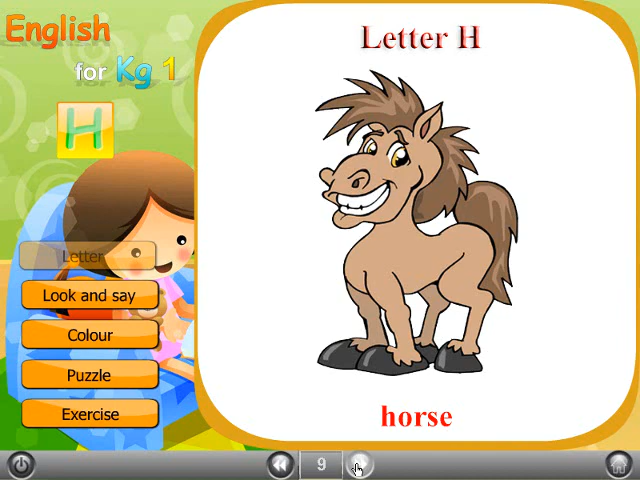 English
for Kg 1
H
Letter
Look and say
Colour
Puzzle
Exercise
Letter H
horse
9